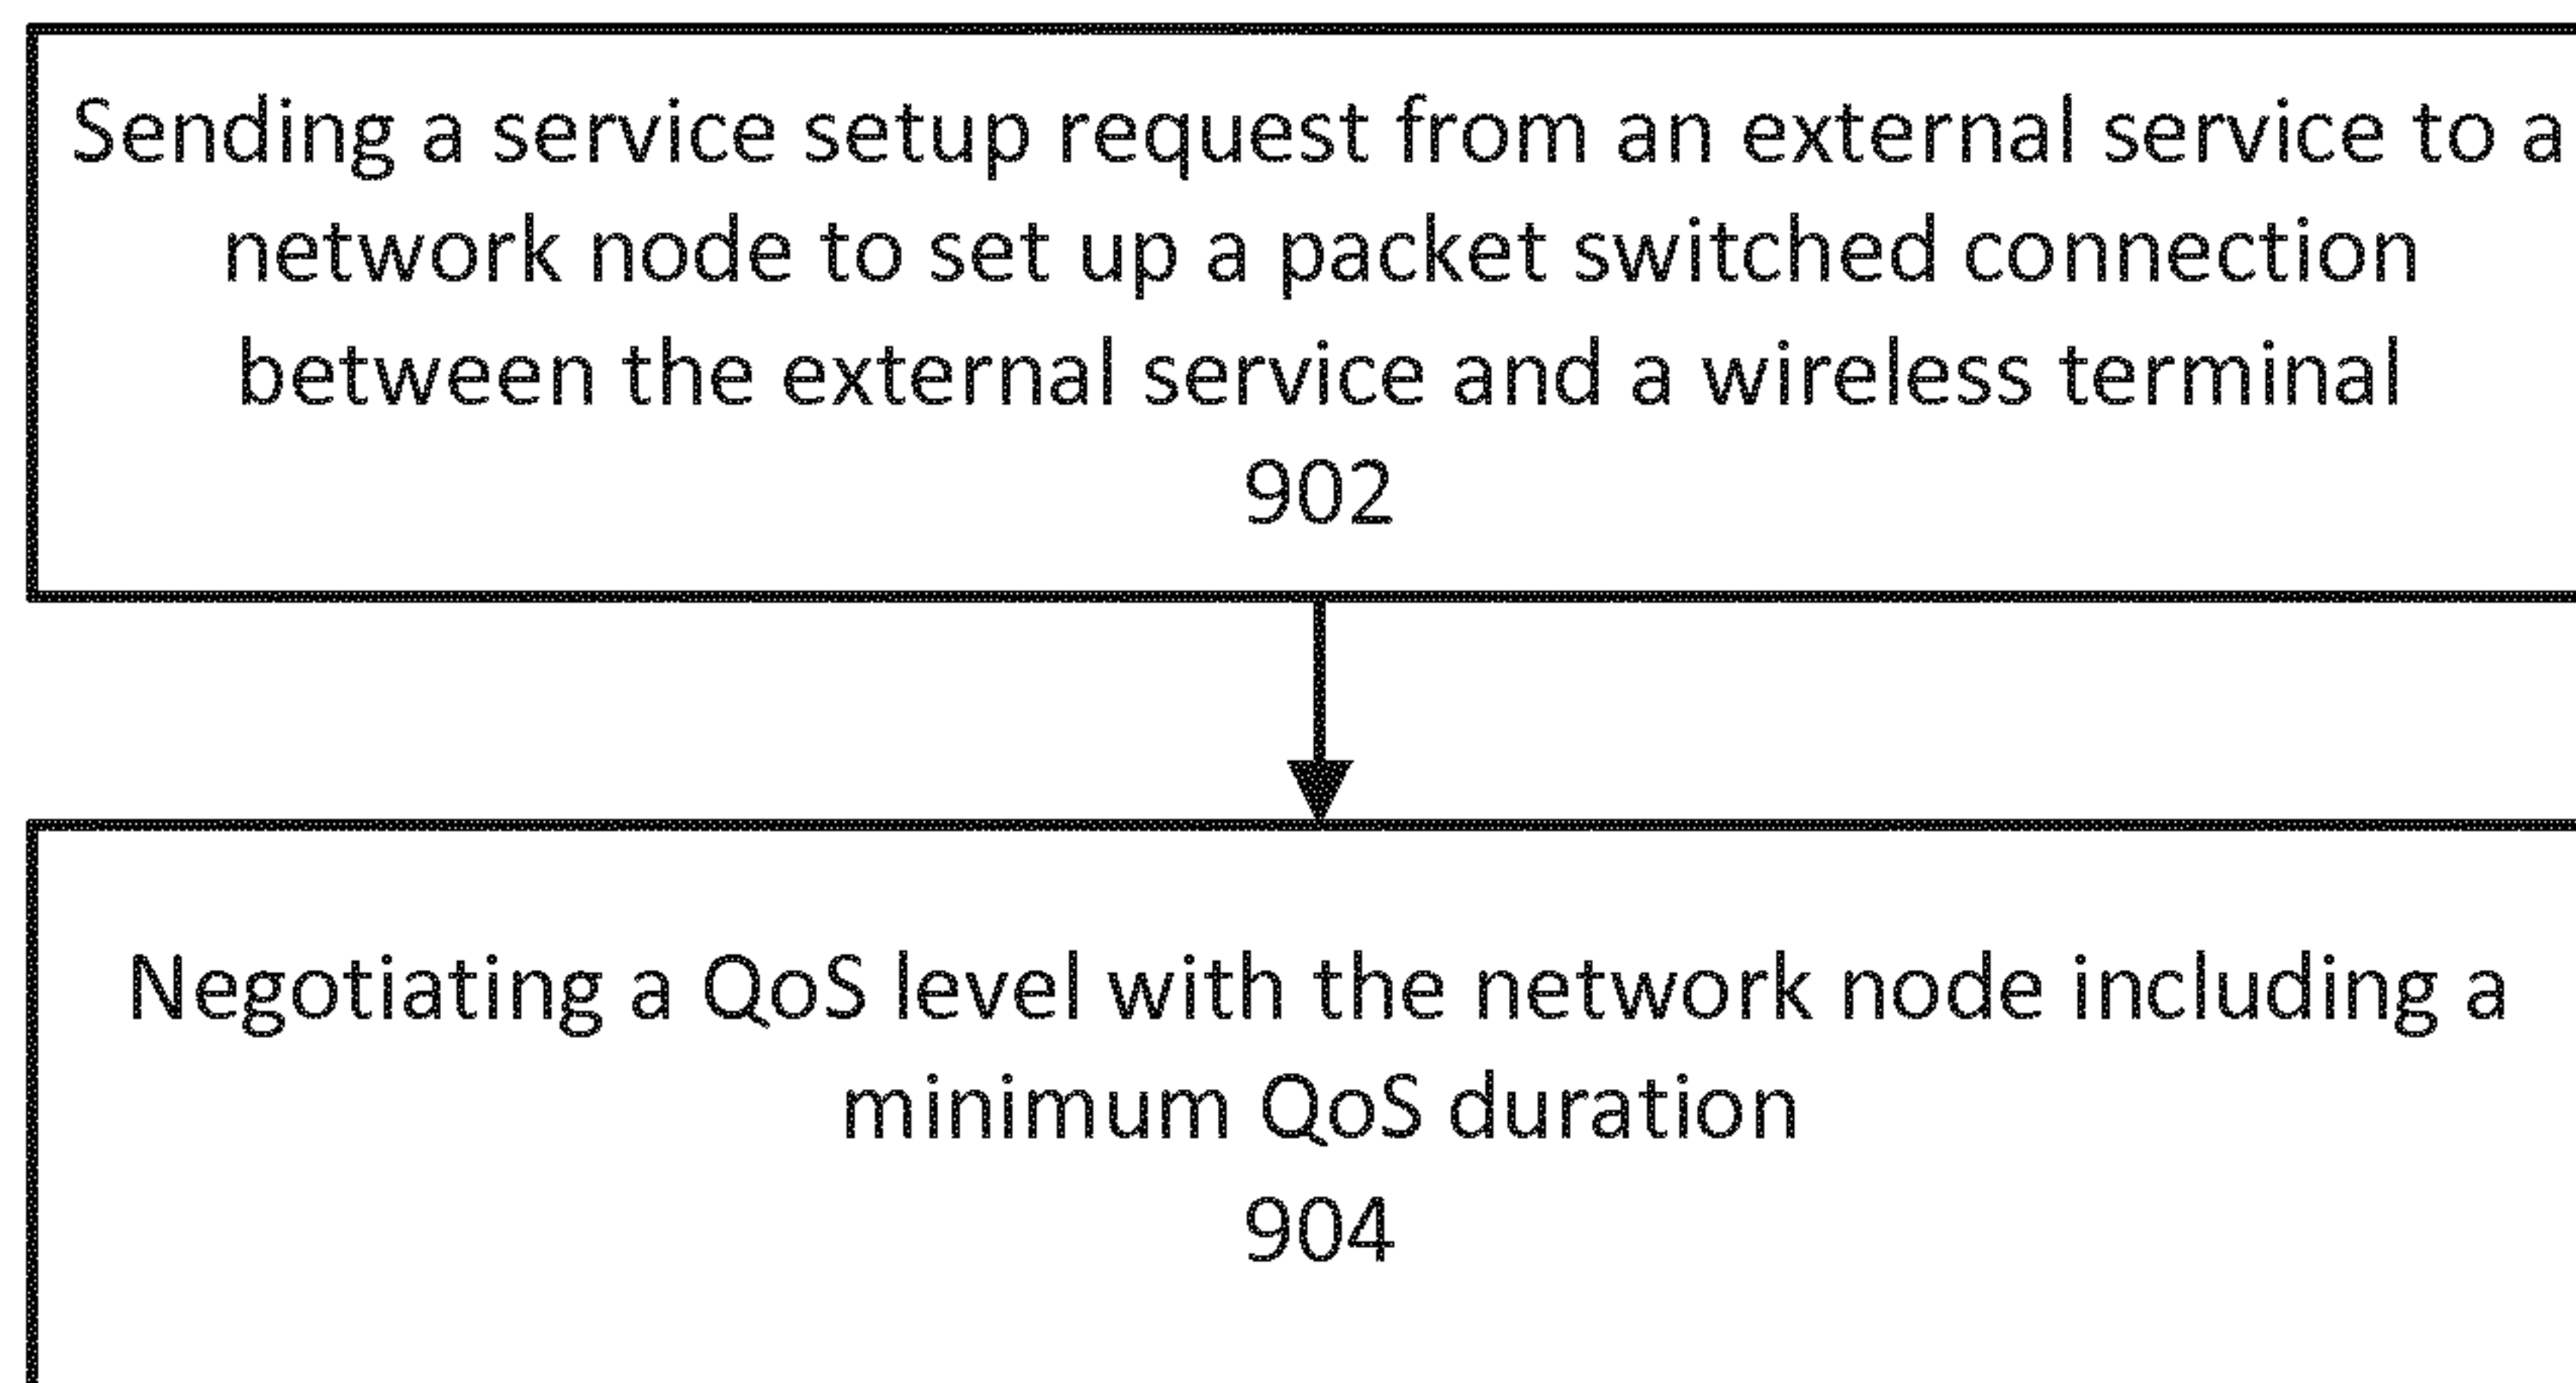 Sending a service setup request from an external service to a
network node to set up a packet switched connection
between the external service and a wireless terminal
902
Negotiating a QoS level with the network node including a
minimum QoS duration
904